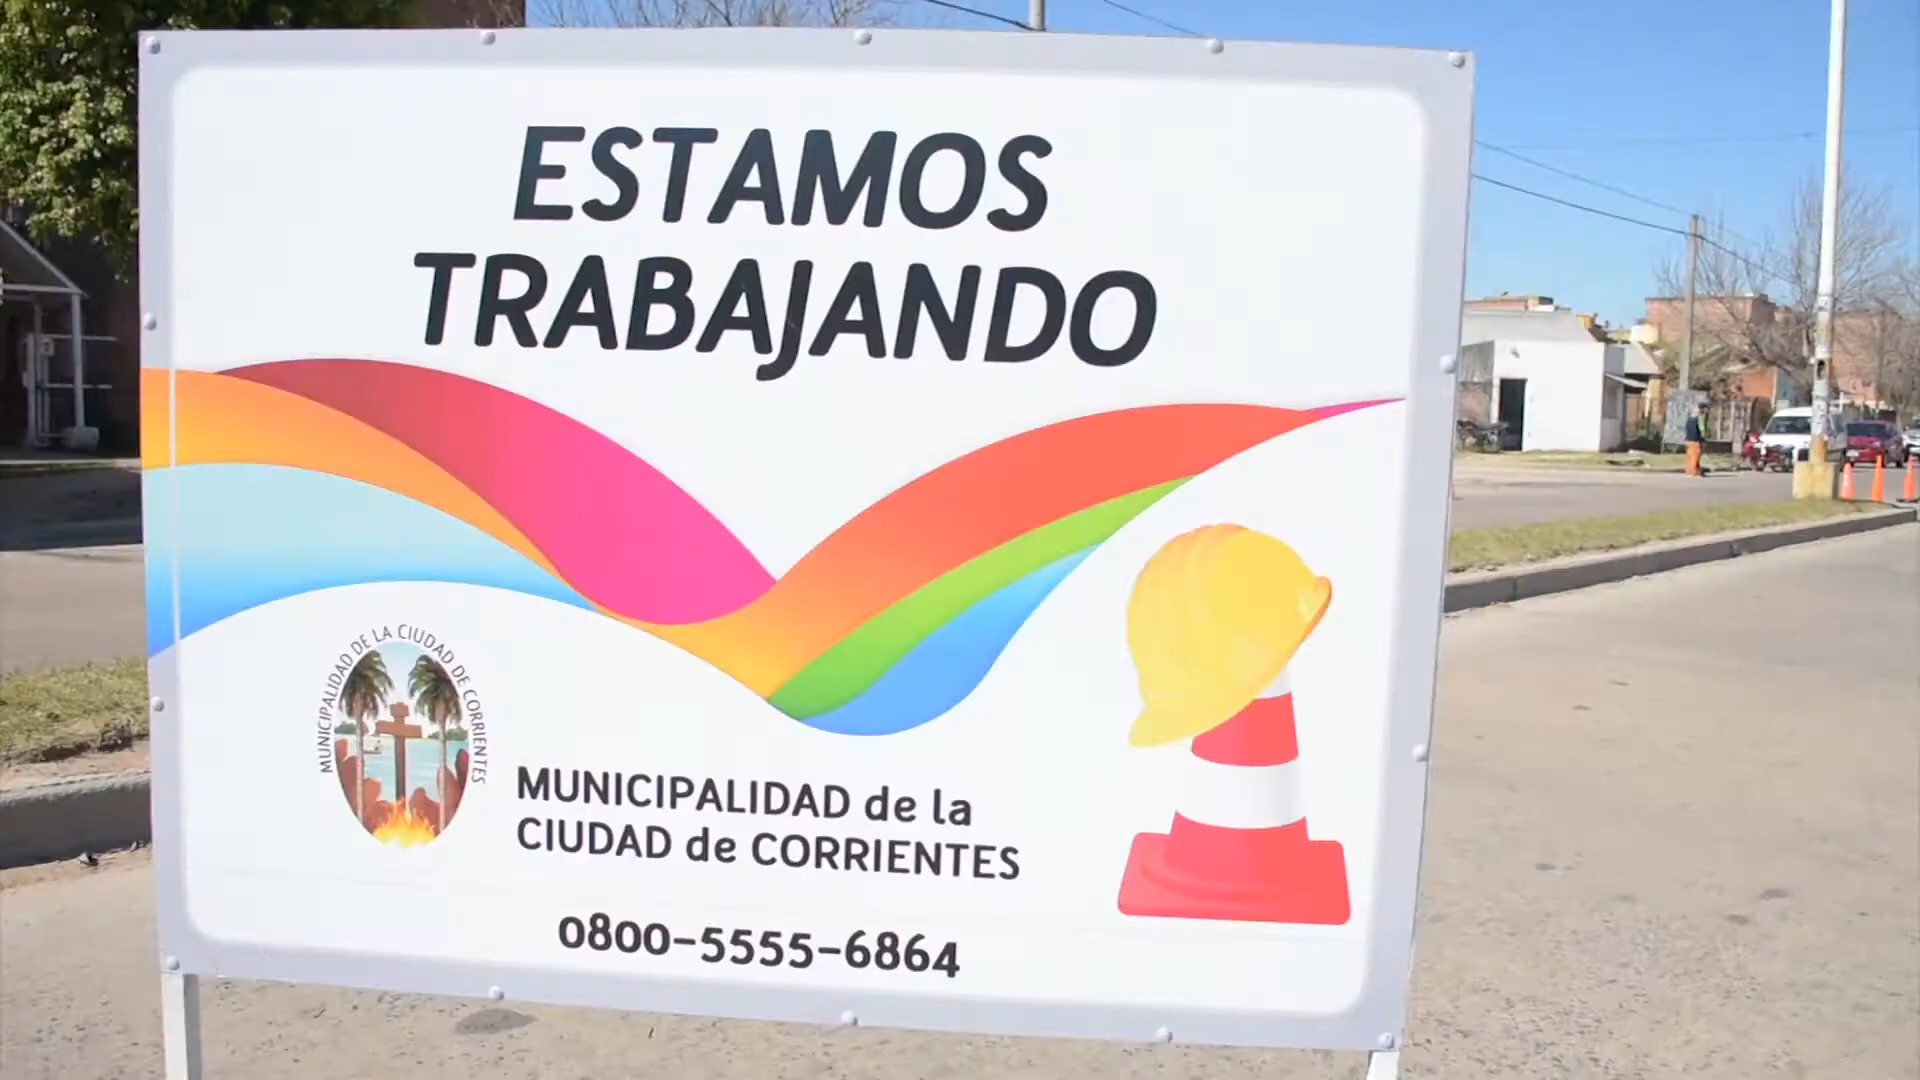 ESTAMOS
TRABAJANDO
MUNICIPALIDAD DE LA CIUDAD DE CORRIENTES
MUNICIPALIDAD de la
CIUDAD de CORRIENTES
0800-5555-6864